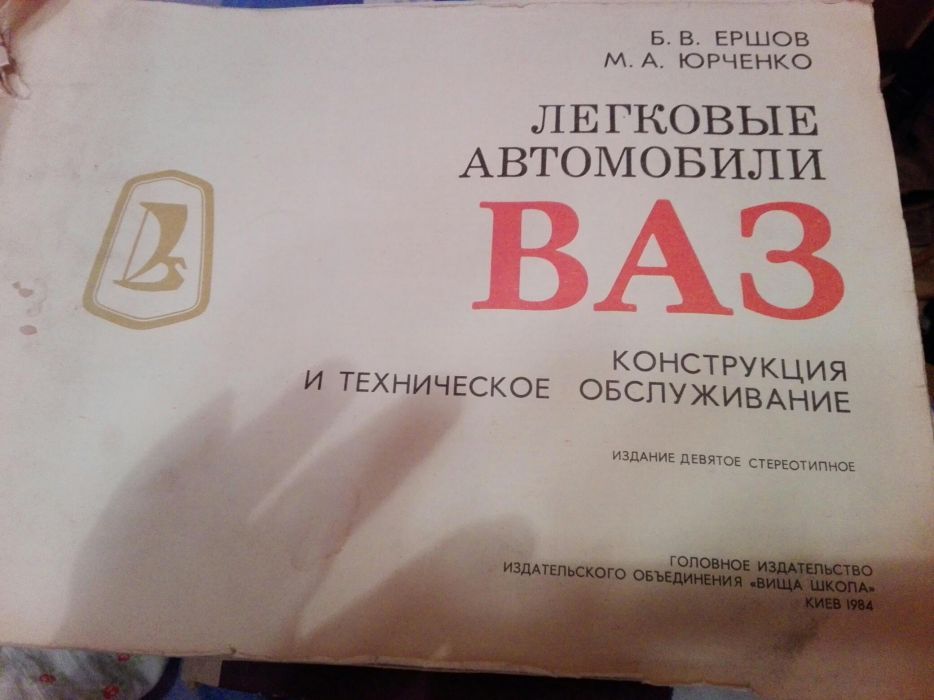 Б. В. ЕРШОВ
М. А. ЮРЧЕНКО
ЛЕГКОВЫЕ
АВТОМОБИЛИ
ВАЗ
КОНСТРУКЦИЯ
И ТЕХНИЧЕСКОЕ ОБСЛУЖИВАНИЕ
ИЗДАНИЕ ДЕВЯТОЕ СТЕРЕОТИПНОЕ
ГОЛОВНОЕ ИЗДАТЕЛЬСТВО
ИЗДАТЕЛЬСКОГО ОБЪЕДИНЕНИЯ «ВИЩА ШКОЛА»
КИЕВ 1984